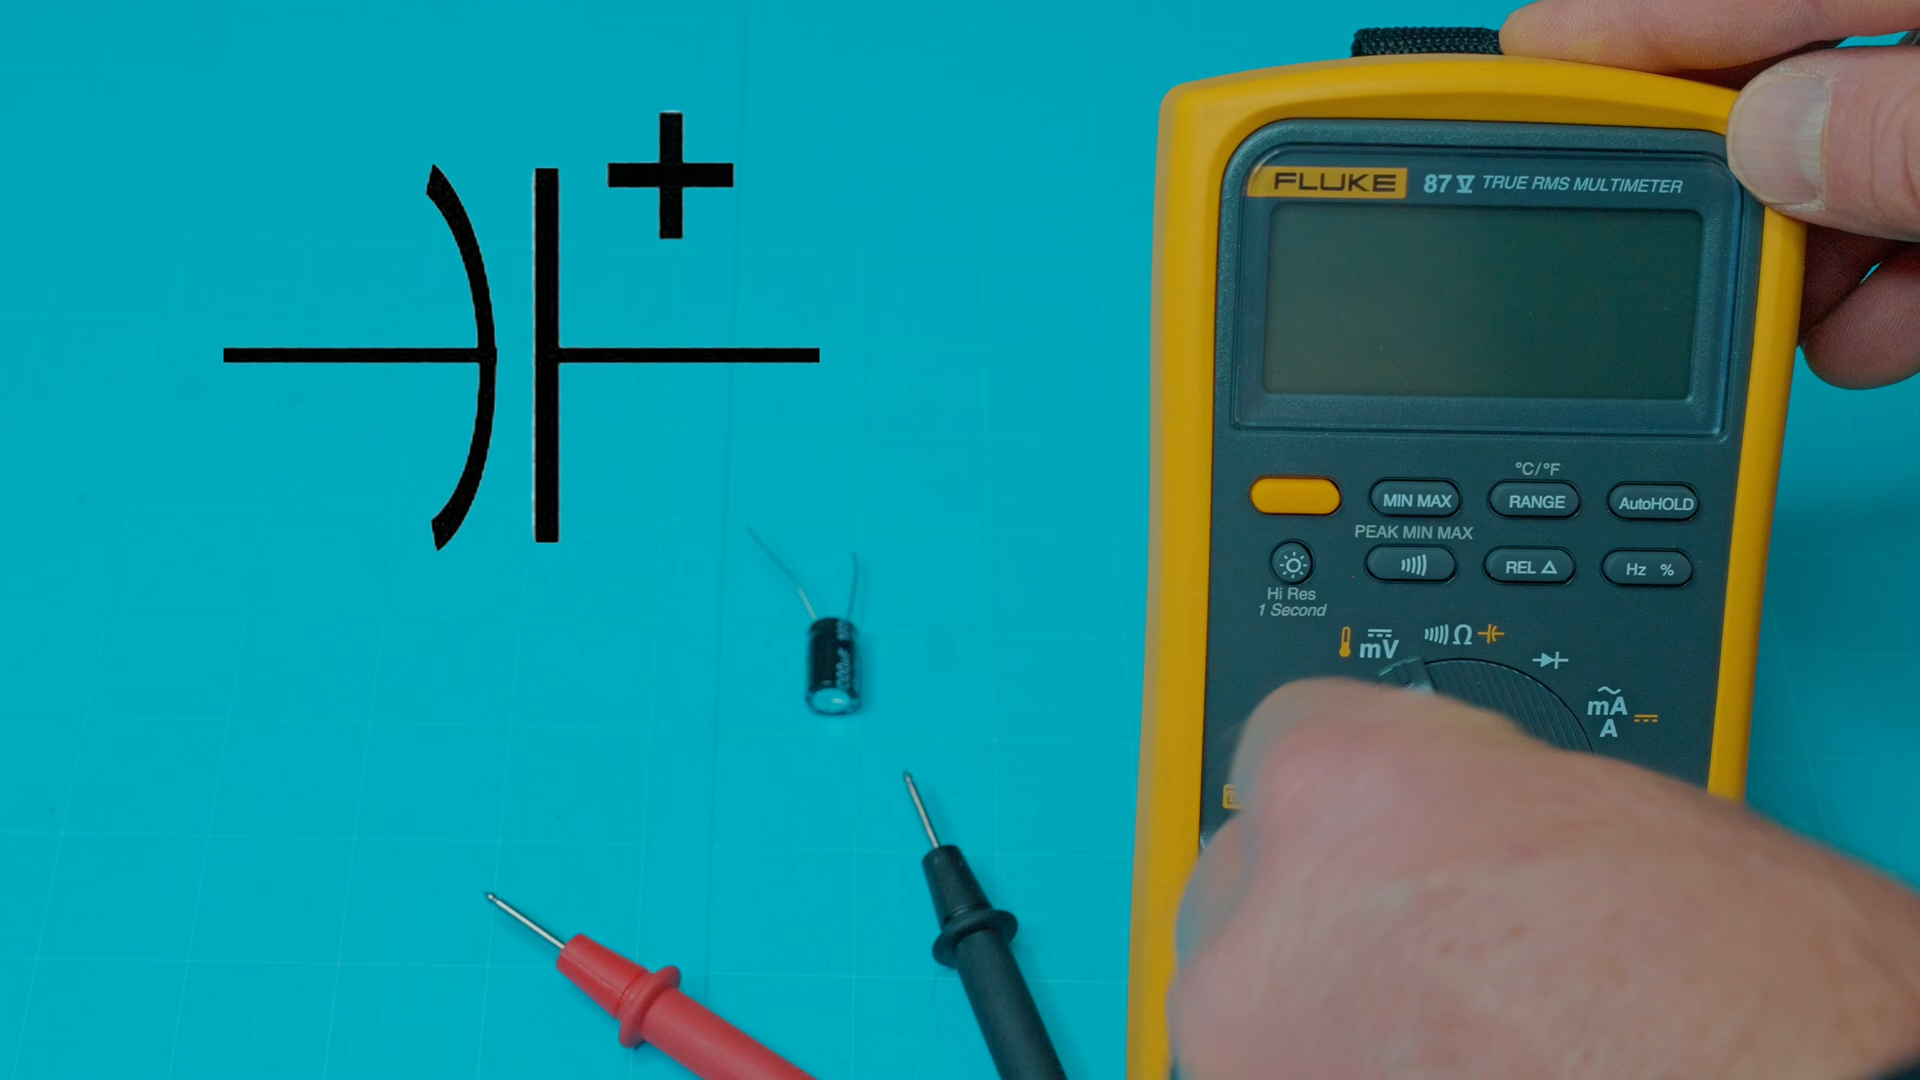 +
FLUKE 87 V TRUE RMS MULTIMETER
°C/°F
MIN MAX RANGE AutoHOLD
PEAK MIN MAX
REL Δ Hz %
Hi Res
1 Second
mV Ω
mA
A